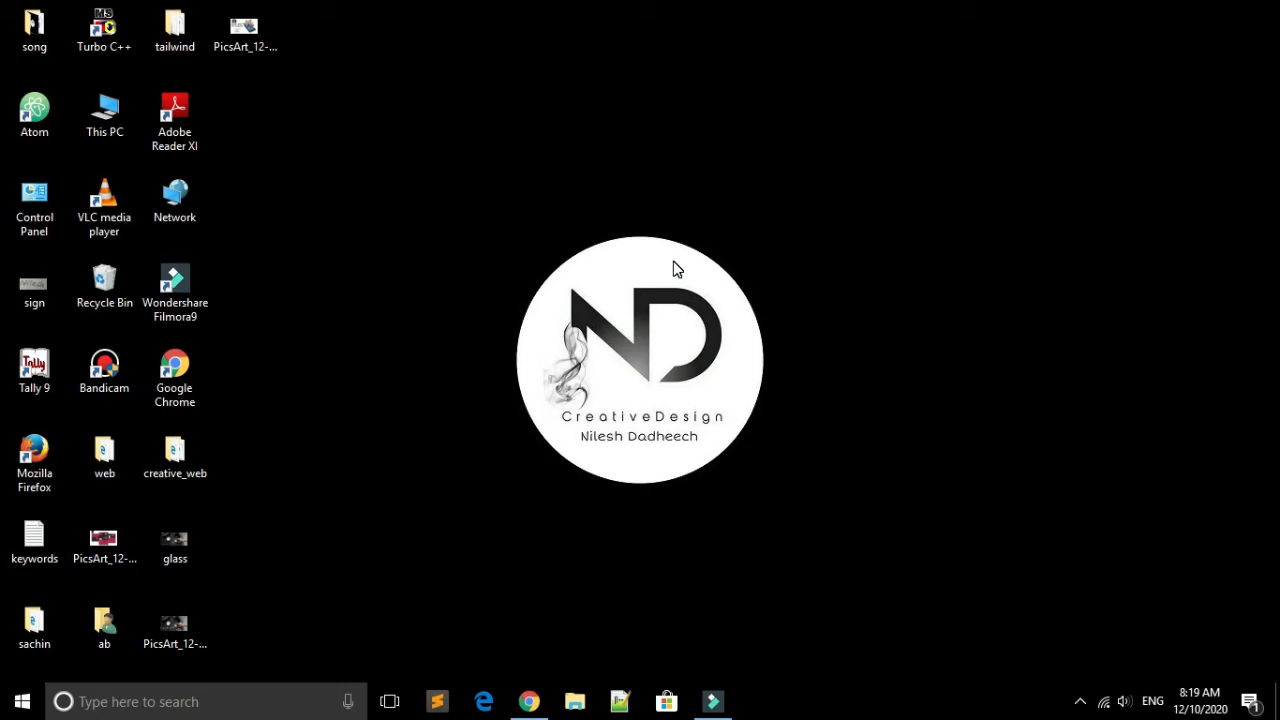 song
Turbo C++
tailwind
PicsArt_12-...
Atom
This PC
Adobe
Reader XI
Control
Panel
VLC media
player
Network
sign
Recycle Bin
Wondershare
Filmora9
Tally
Tally 9
Bandicam
Google
Chrome
Mozilla
Firefox
web
creative_web
keywords
PicsArt_12-...
glass
sachin
ab
PicsArt_12-...
ND
CreativeDesign
Nilesh Dadheech
Type here to search
ENG
8:19 AM
12/10/2020
1